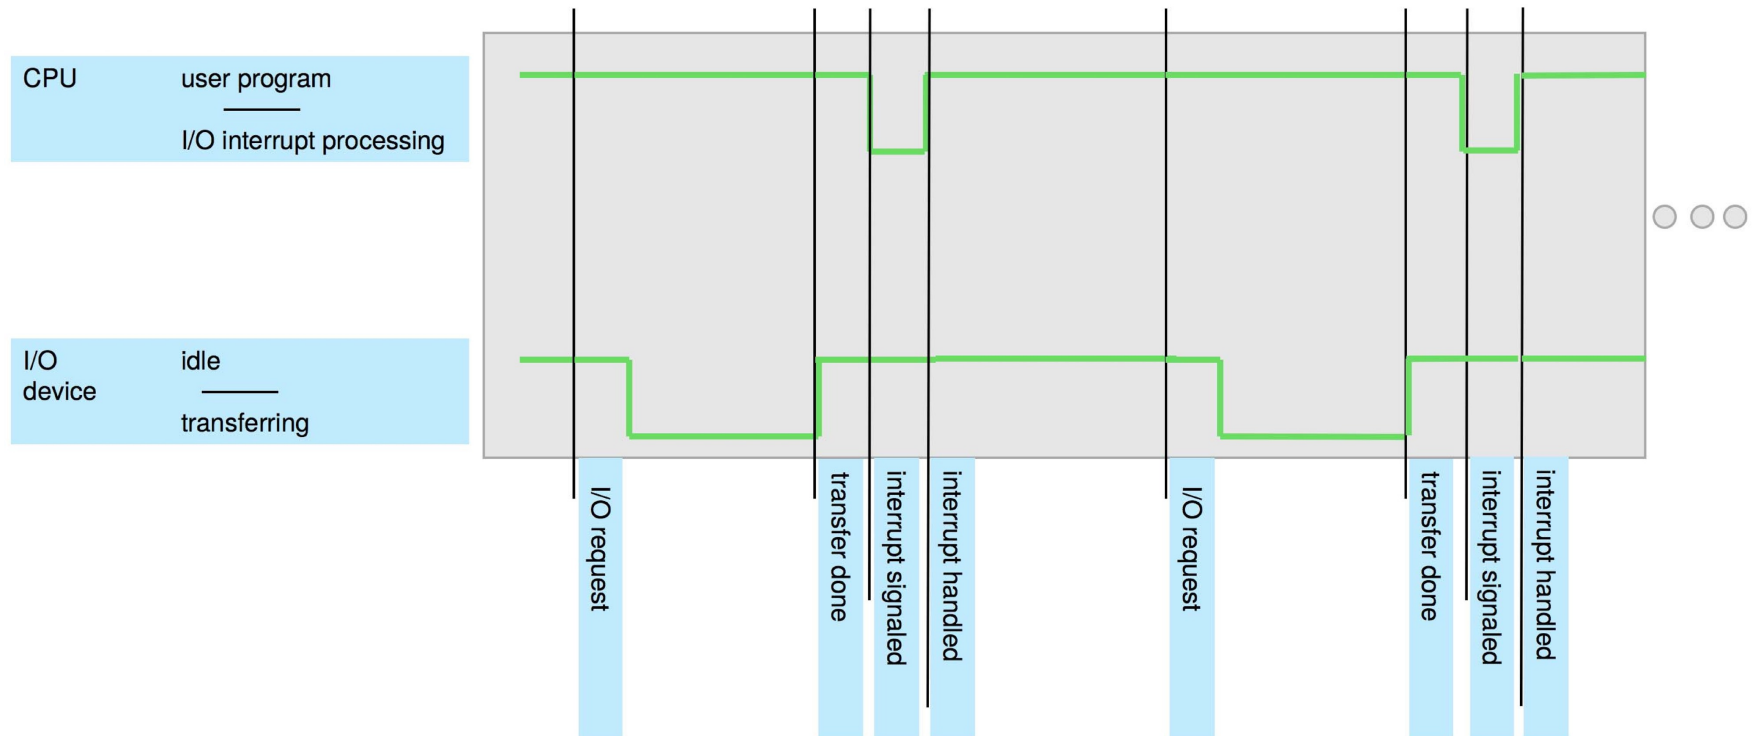 CPU
user program
I/O interrupt processing
I/O
device
idle
transferring
I/O request
transfer done
interrupt signaled
interrupt handled
I/O request
transfer done
interrupt signaled
interrupt handled